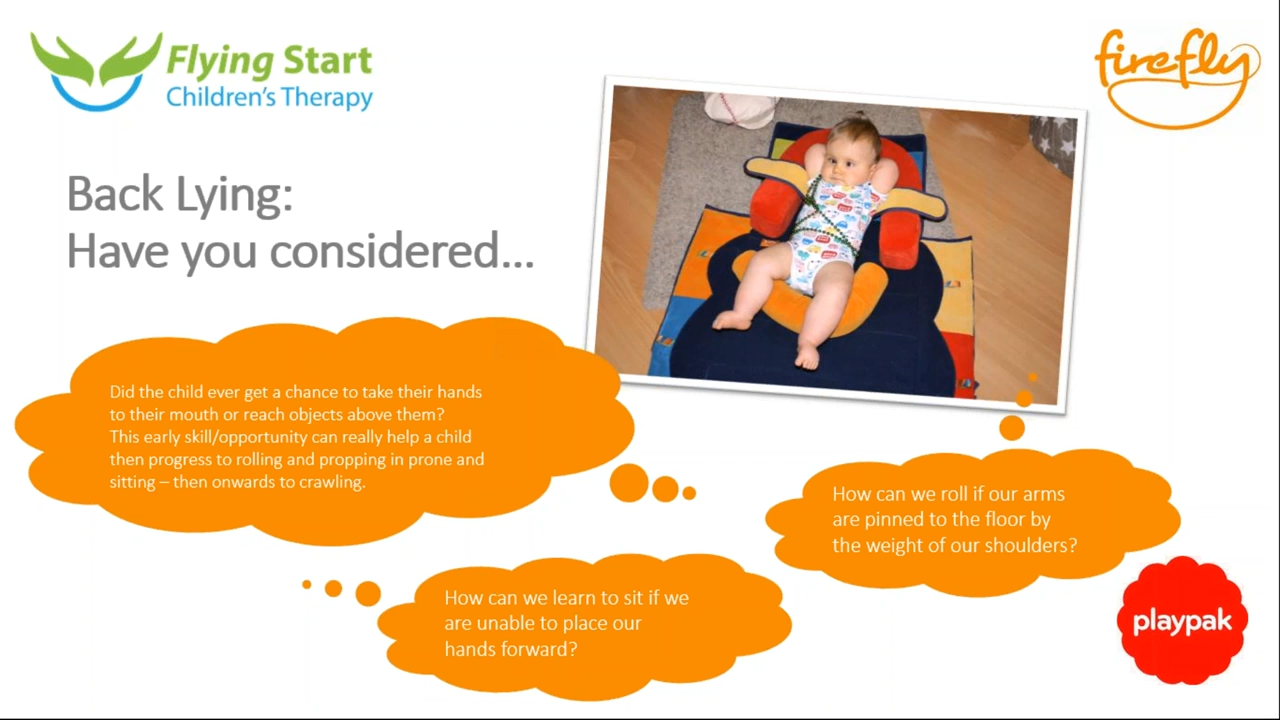 Flying Start
Children's Therapy
firefly
Back Lying:
Have you considered...
Did the child ever get a chance to take their hands
to their mouth or reach objects above them?
This early skill/opportunity can really help a child
then progress to rolling and propping in prone and
sitting – then onwards to crawling.
How can we roll if our arms
are pinned to the floor by
the weight of our shoulders?
How can we learn to sit if we
are unable to place our
hands forward?
playpak